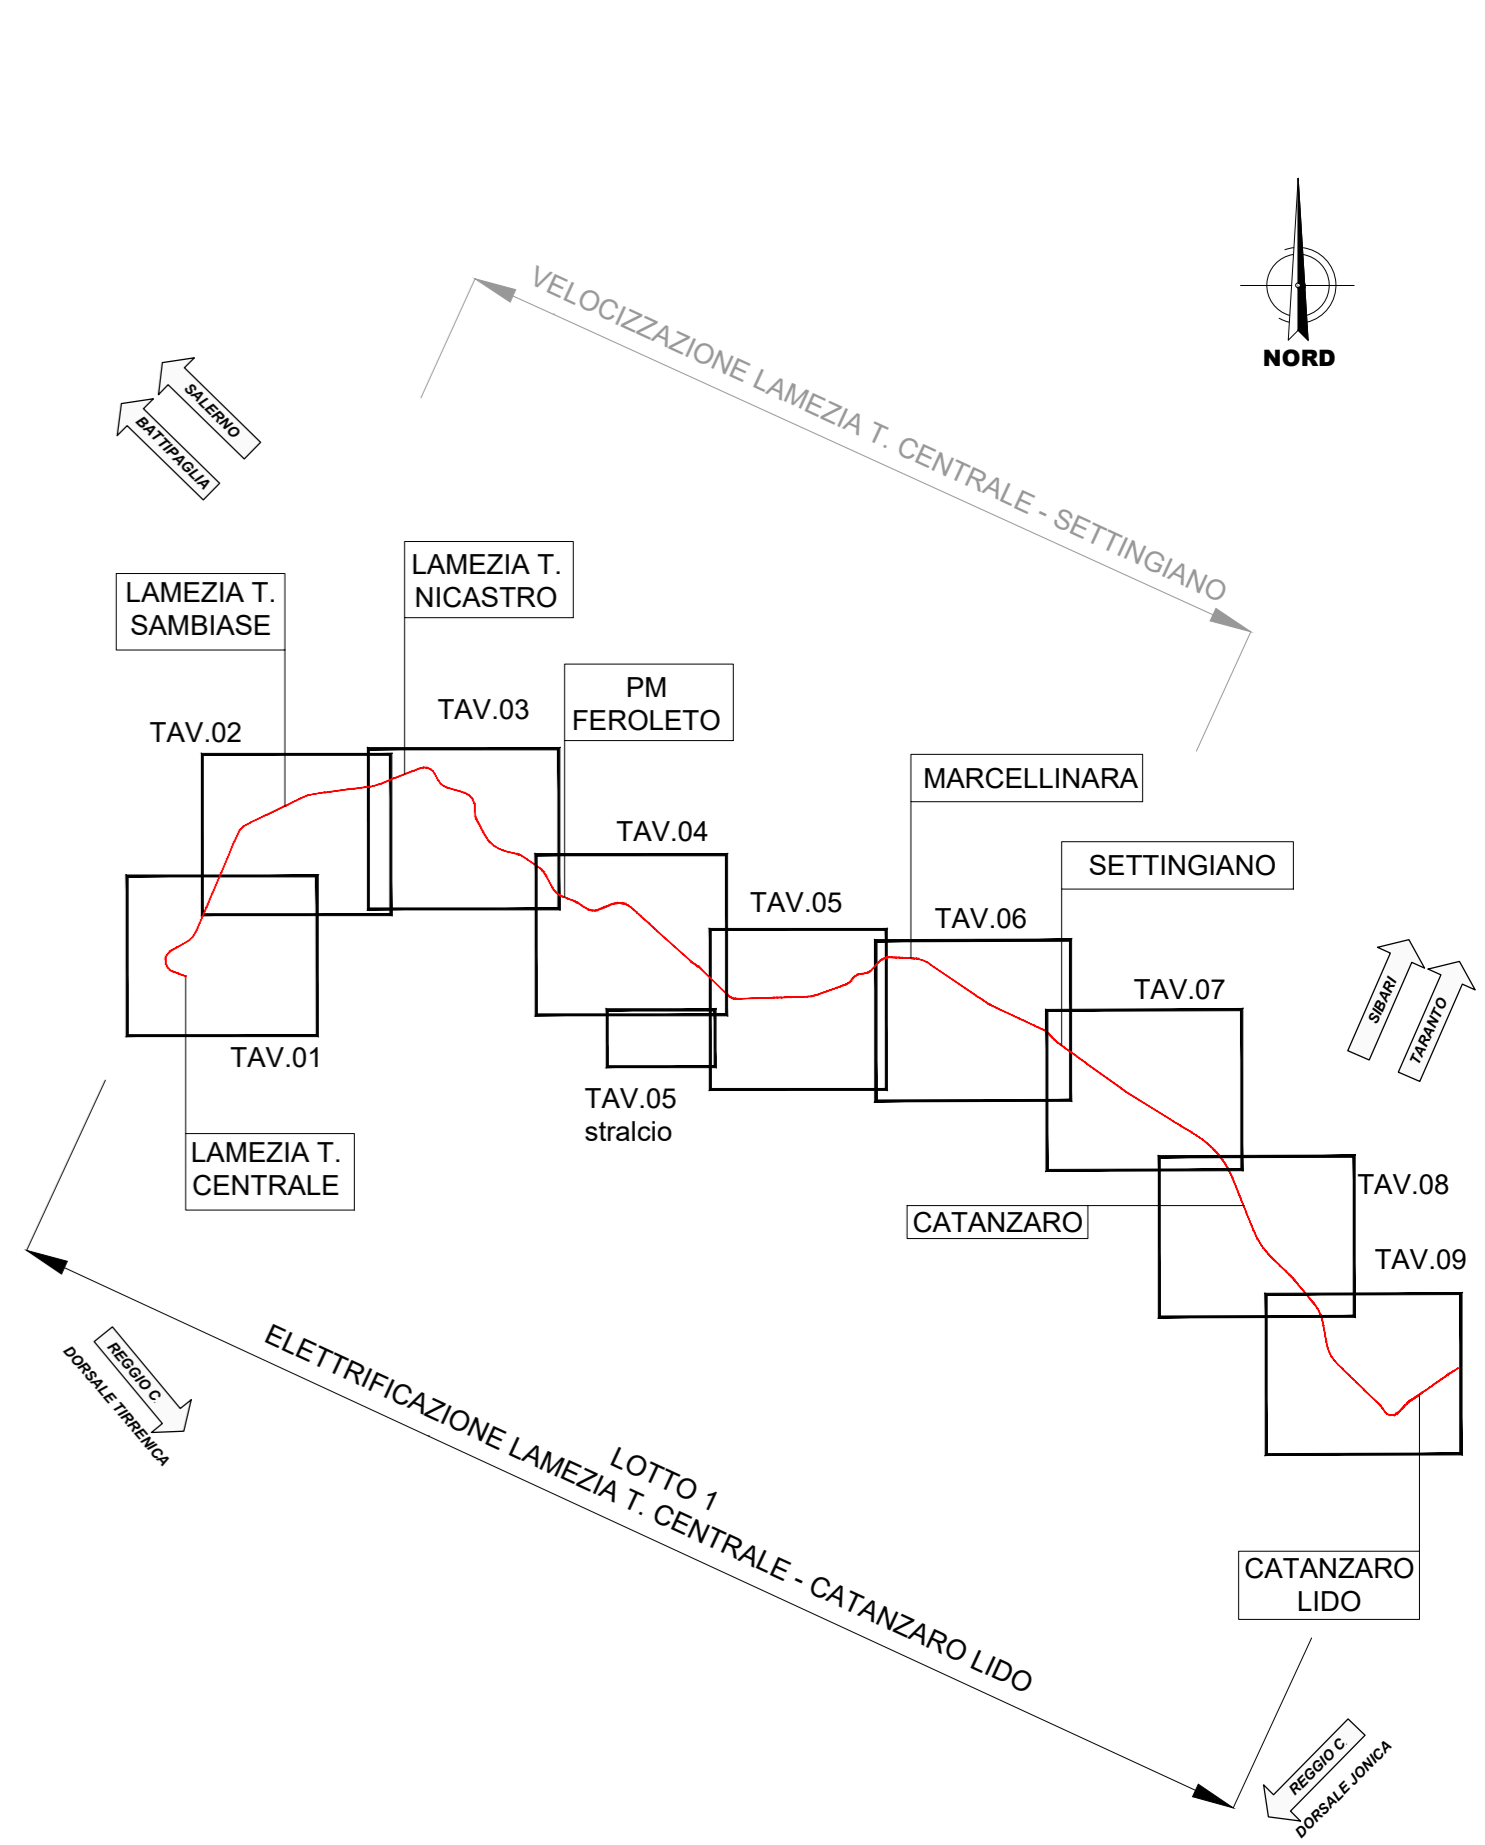 VELOCIZZAZIONE LAMEZIA T. CENTRALE - SETTINGIANO
NORD
SALERNO
BATTIPAGLIA
LAMEZIA T.
NICASTRO
LAMEZIA T.
SAMBIASE
PM
FEROLETO
TAV.03
TAV.02
MARCELLINARA
TAV.04
SETTINGIANO
TAV.05
TAV.06
TAV.07
SIBARI
TARANTO
TAV.01
TAV.05
stralcio
LAMEZIA T.
CENTRALE
TAV.08
CATANZARO
TAV.09
REGGIO C.
DORSALE TIRRENICA
LOTTO 1
ELETTRIFICAZIONE LAMEZIA T. CENTRALE - CATANZARO LIDO
CATANZARO
LIDO
REGGIO C.
DORSALE JONICA